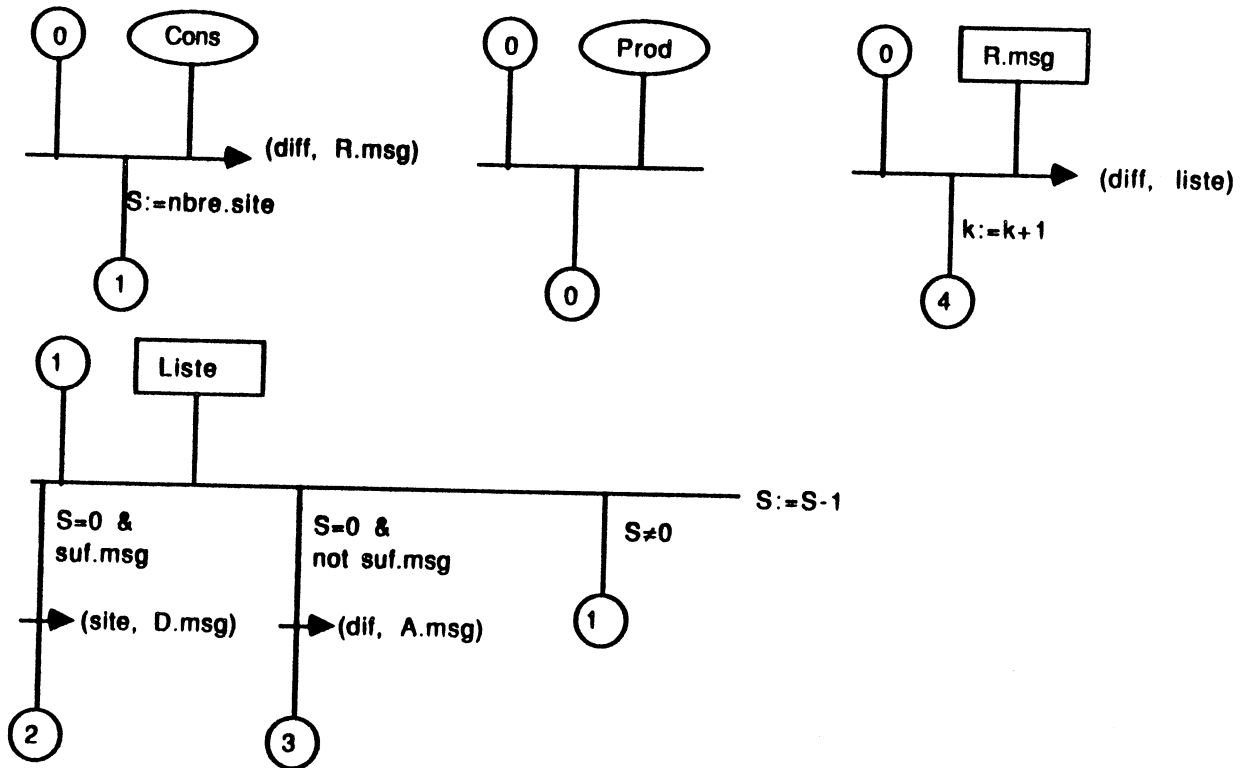 0
Cons
(diff, R.msg)
S:=nbre.site
1
0
Prod
0
0
R.msg
(diff, liste)
k:=k+1
4
1
Liste
S:=S-1
S=0 &
suf.msg
(site, D.msg)
2
S=0 &
not suf.msg
(dif, A.msg)
3
S≠0
1